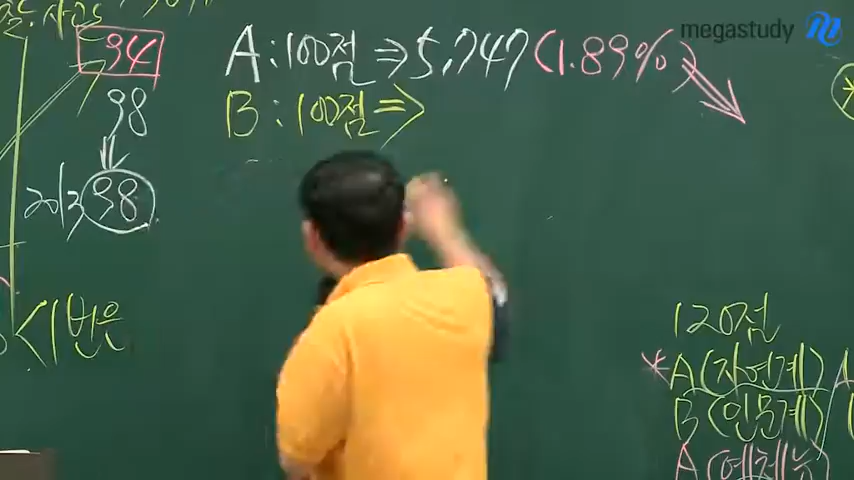 megastudy
94
98
2013 98
<1번은
A : 100점 ⇒ 5,747 (1.89%)
B : 100점 ⇒
120점
* A(자연계) A
B(인문계)
A(예체능)